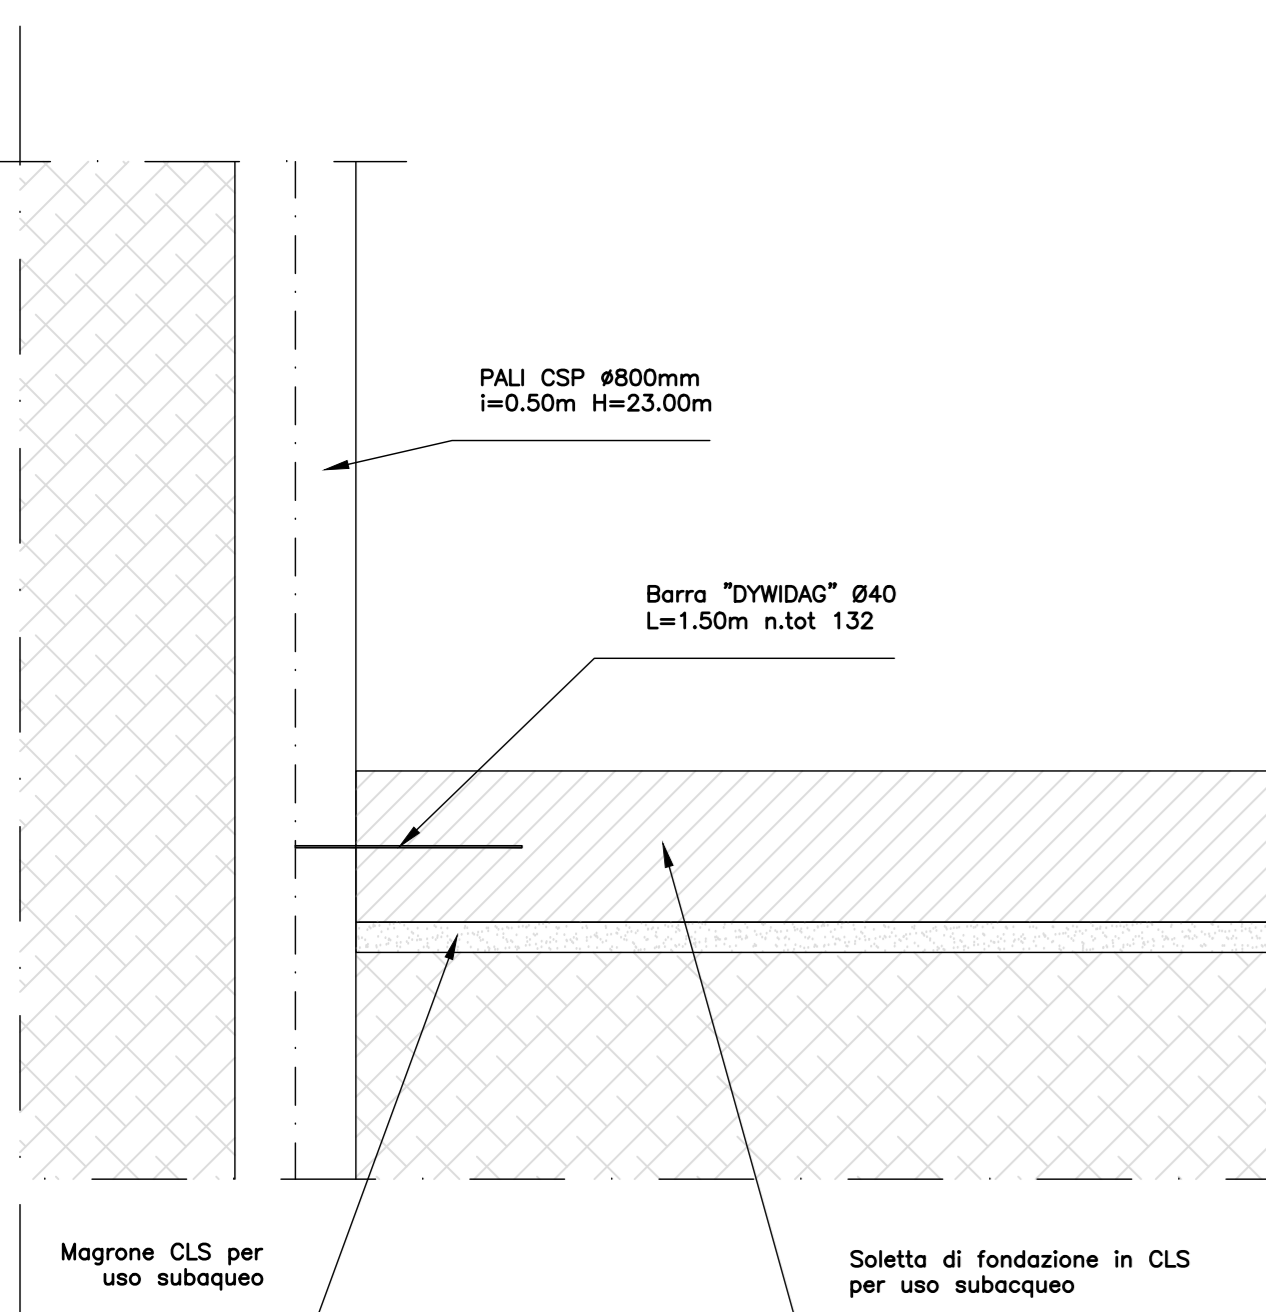 PALI CSP ø800mm
i=0.50m H=23.00m
Barra "DYWIDAG" Ø40
L=1.50m n.tot 132
Magrone CLS per
uso subaqueo
Soletta di fondazione in CLS
per uso subacqueo